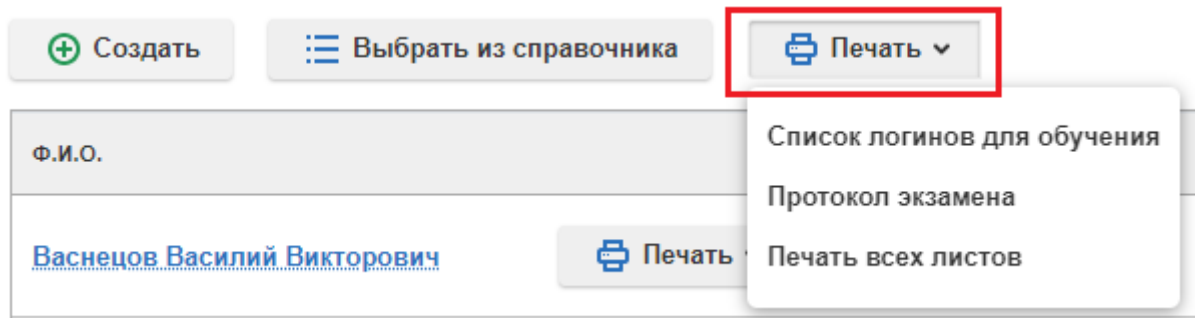 Создать
Выбрать из справочника
Печать
Список логинов для обучения
Ф.И.О.
Протокол экзамена
Васнецов Василий Викторович
Печать
Печать всех листов